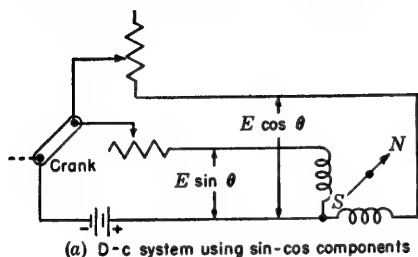 E cos θ
N
Crank
E sin θ
S
- +
(a) D-c system using sin-cos components